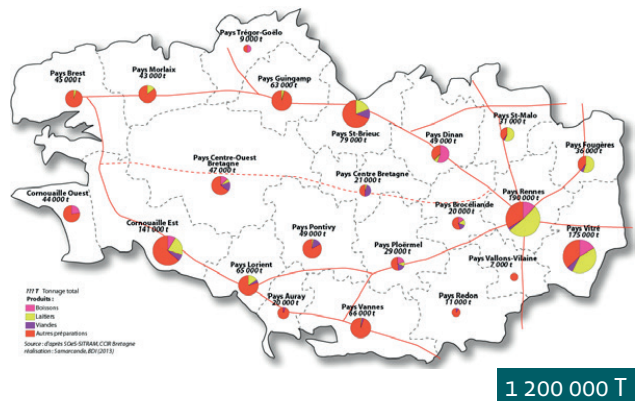 Pays Trégor-Goëlo
9 000 t
Pays Brest
45 000 t
Pays Morlaix
43 000 t
Pays Guingamp
63 000 t
Pays St-Brieuc
79 000 t
Pays Dinan
49 000 t
Pays St-Malo
31 000 t
Pays Fougères
36 000 t
Pays Centre-Ouest
Bretagne
47 000 t
Pays Centre Bretagne
21 000 t
Pays Rennes
198 000 t
Cornouaille Ouest
44 000 t
Cornouaille Est
141 000 t
Pays Pontivy
49 000 t
Pays Brocéliande
20 000 t
Pays Ploërmel
29 000 t
Pays Vitré
175 000 t
Pays Vallons-Vilaine
2 000 t
Pays Lorient
65 000 t
Pays Auray
20 000 t
Pays Vannes
66 000 t
Pays Redon
11 000 t
??? T Tonnage total
Produits :
Boissons
Laitiers
Viandes
Autres préparations
Source : d'après SOeS-SITRAM, CCIR Bretagne
réalisation : Samarcande, BDI (2013)
1 200 000 T